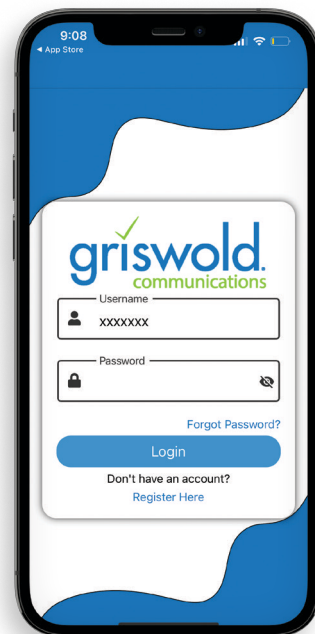 9:08
◀ App Store
griswold.
communications
Username
xxxxxxx
Password
Forgot Password?
Login
Don't have an account?
Register Here